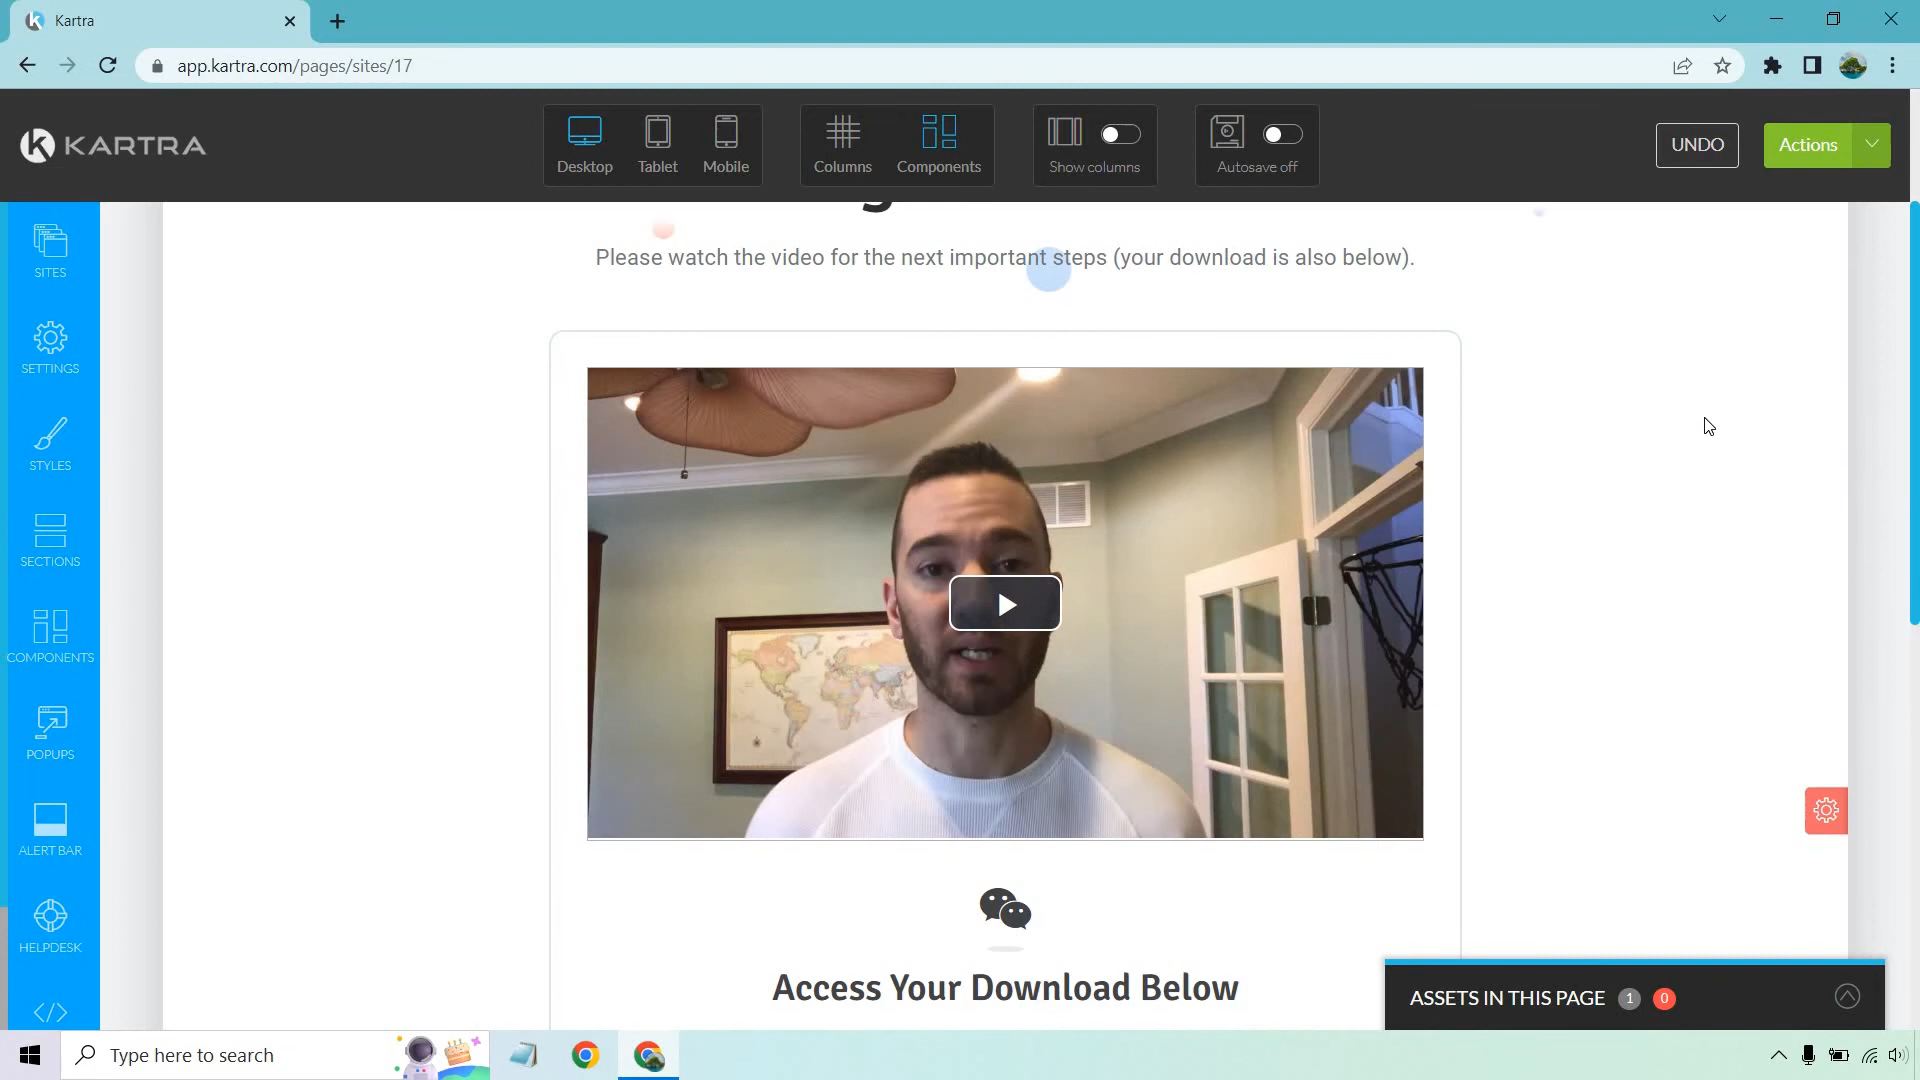 Kartra
app.kartra.com/pages/sites/17
KARTRA
Desktop
Tablet
Mobile
Columns
Components
Show columns
Autosave off
UNDO
Actions
SITES
SETTINGS
STYLES
SECTIONS
COMPONENTS
POPUPS
ALERT BAR
HELPDESK
Please watch the video for the next important steps (your download is also below).
Access Your Download Below
ASSETS IN THIS PAGE 1 0
Type here to search